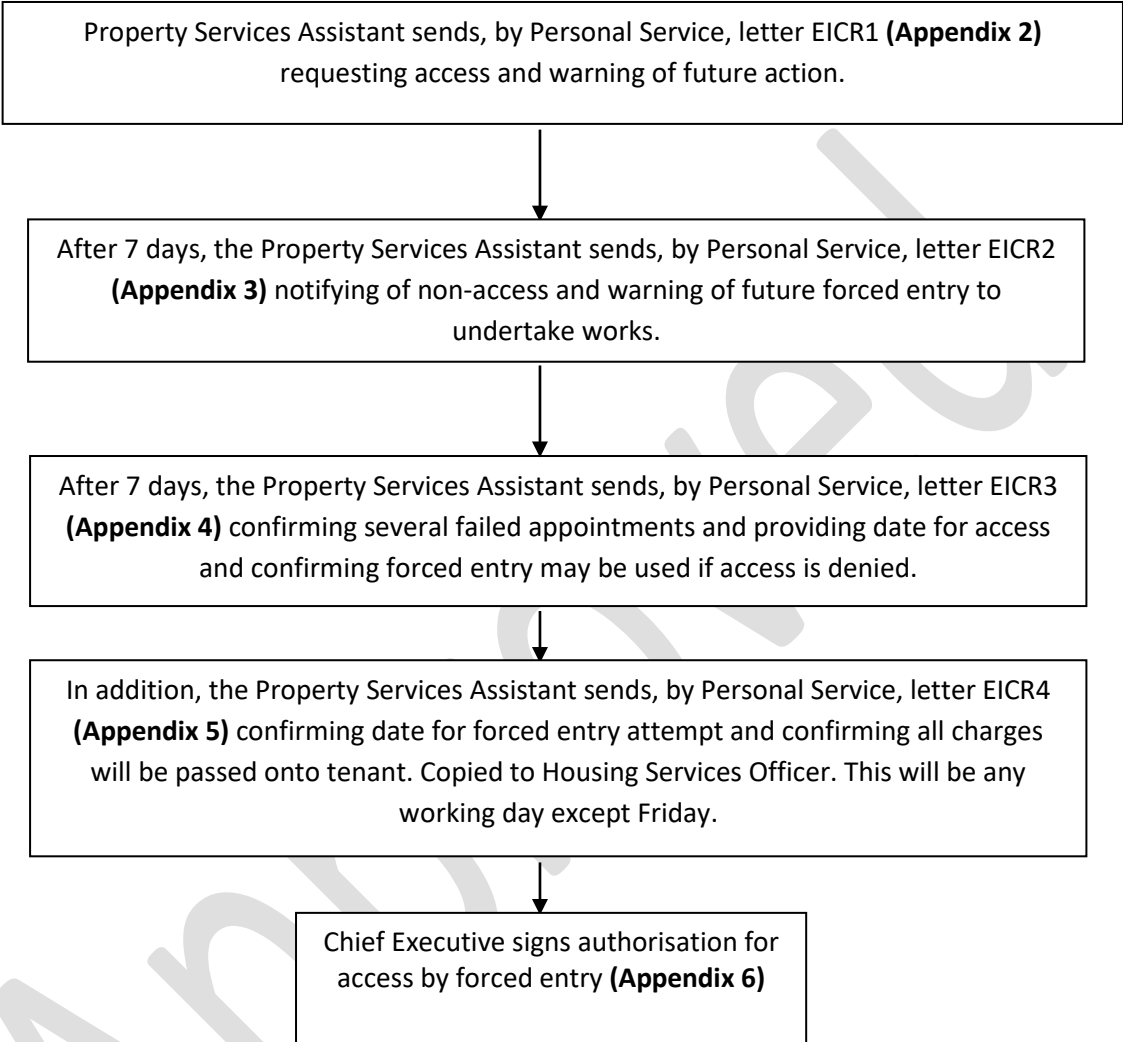 Property Services Assistant sends, by Personal Service, letter EICR1 (Appendix 2)
requesting access and warning of future action.
After 7 days, the Property Services Assistant sends, by Personal Service, letter EICR2
(Appendix 3) notifying of non-access and warning of future forced entry to
undertake works.
After 7 days, the Property Services Assistant sends, by Personal Service, letter EICR3
(Appendix 4) confirming several failed appointments and providing date for access
and confirming forced entry may be used if access is denied.
In addition, the Property Services Assistant sends, by Personal Service, letter EICR4
(Appendix 5) confirming date for forced entry attempt and confirming all charges
will be passed onto tenant. Copied to Housing Services Officer. This will be any
working day except Friday.
Chief Executive signs authorisation for
access by forced entry (Appendix 6)